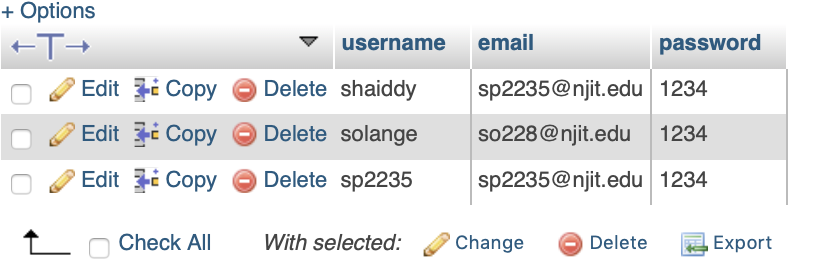 + Options
←T→ username email password
Edit Copy Delete shaiddy sp2235@njit.edu 1234
Edit Copy Delete solange so228@njit.edu 1234
Edit Copy Delete sp2235 sp2235@njit.edu 1234
Check All With selected: Change Delete Export